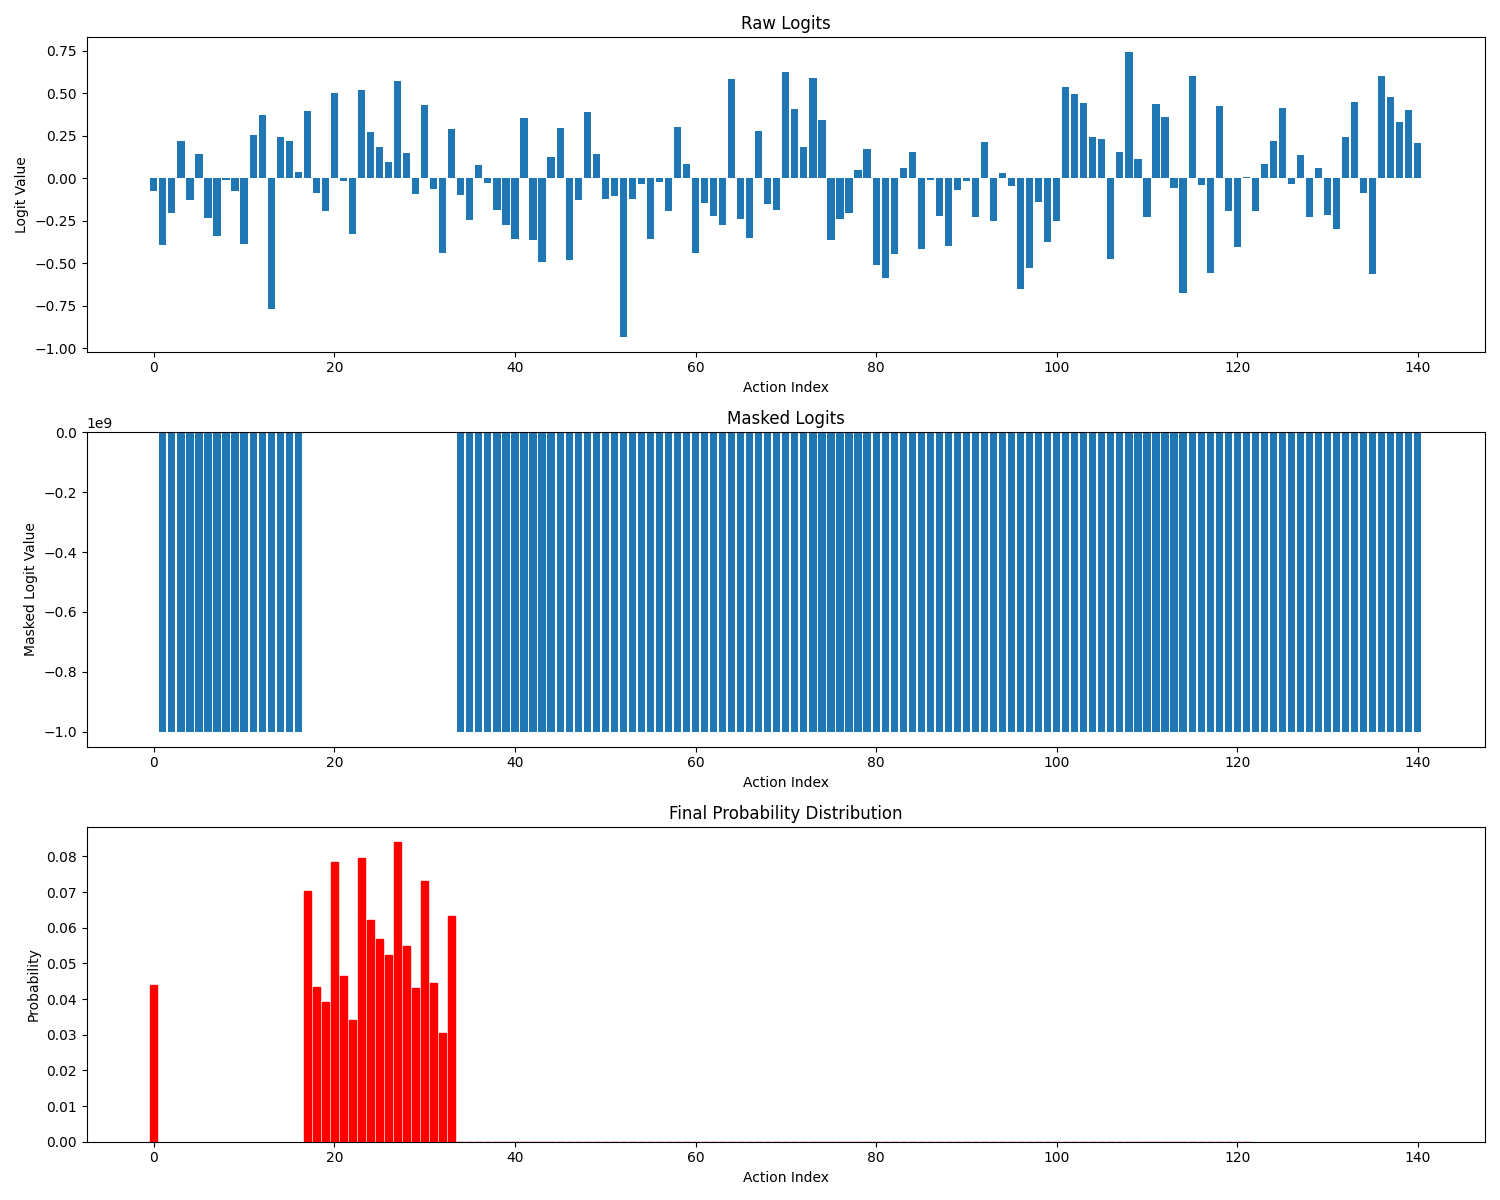 Raw Logits
0.75
0.50
0.25
0.00
−0.25
−0.50
−0.75
−1.00
Logit Value
0 20 40 60 80 100 120 140
Action Index
Masked Logits
1e9
0.0
−0.2
−0.4
−0.6
−0.8
−1.0
Masked Logit Value
0 20 40 60 80 100 120 140
Action Index
Final Probability Distribution
0.08
0.07
0.06
0.05
0.04
0.03
0.02
0.01
0.00
Probability
0 20 40 60 80 100 120 140
Action Index